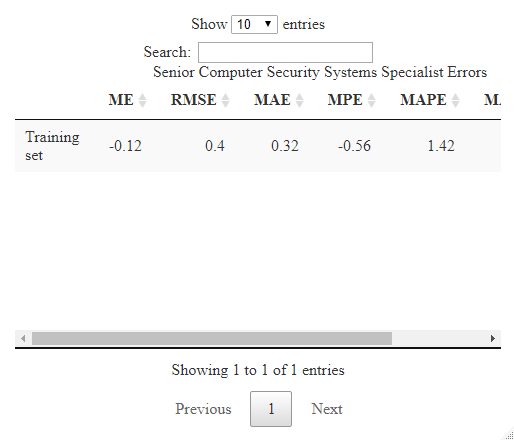 Show 10 entries
Search:
Senior Computer Security Systems Specialist Errors
ME RMSE MAE MPE MAPE
Training set -0.12 0.4 0.32 -0.56 1.42
Showing 1 to 1 of 1 entries
Previous 1 Next